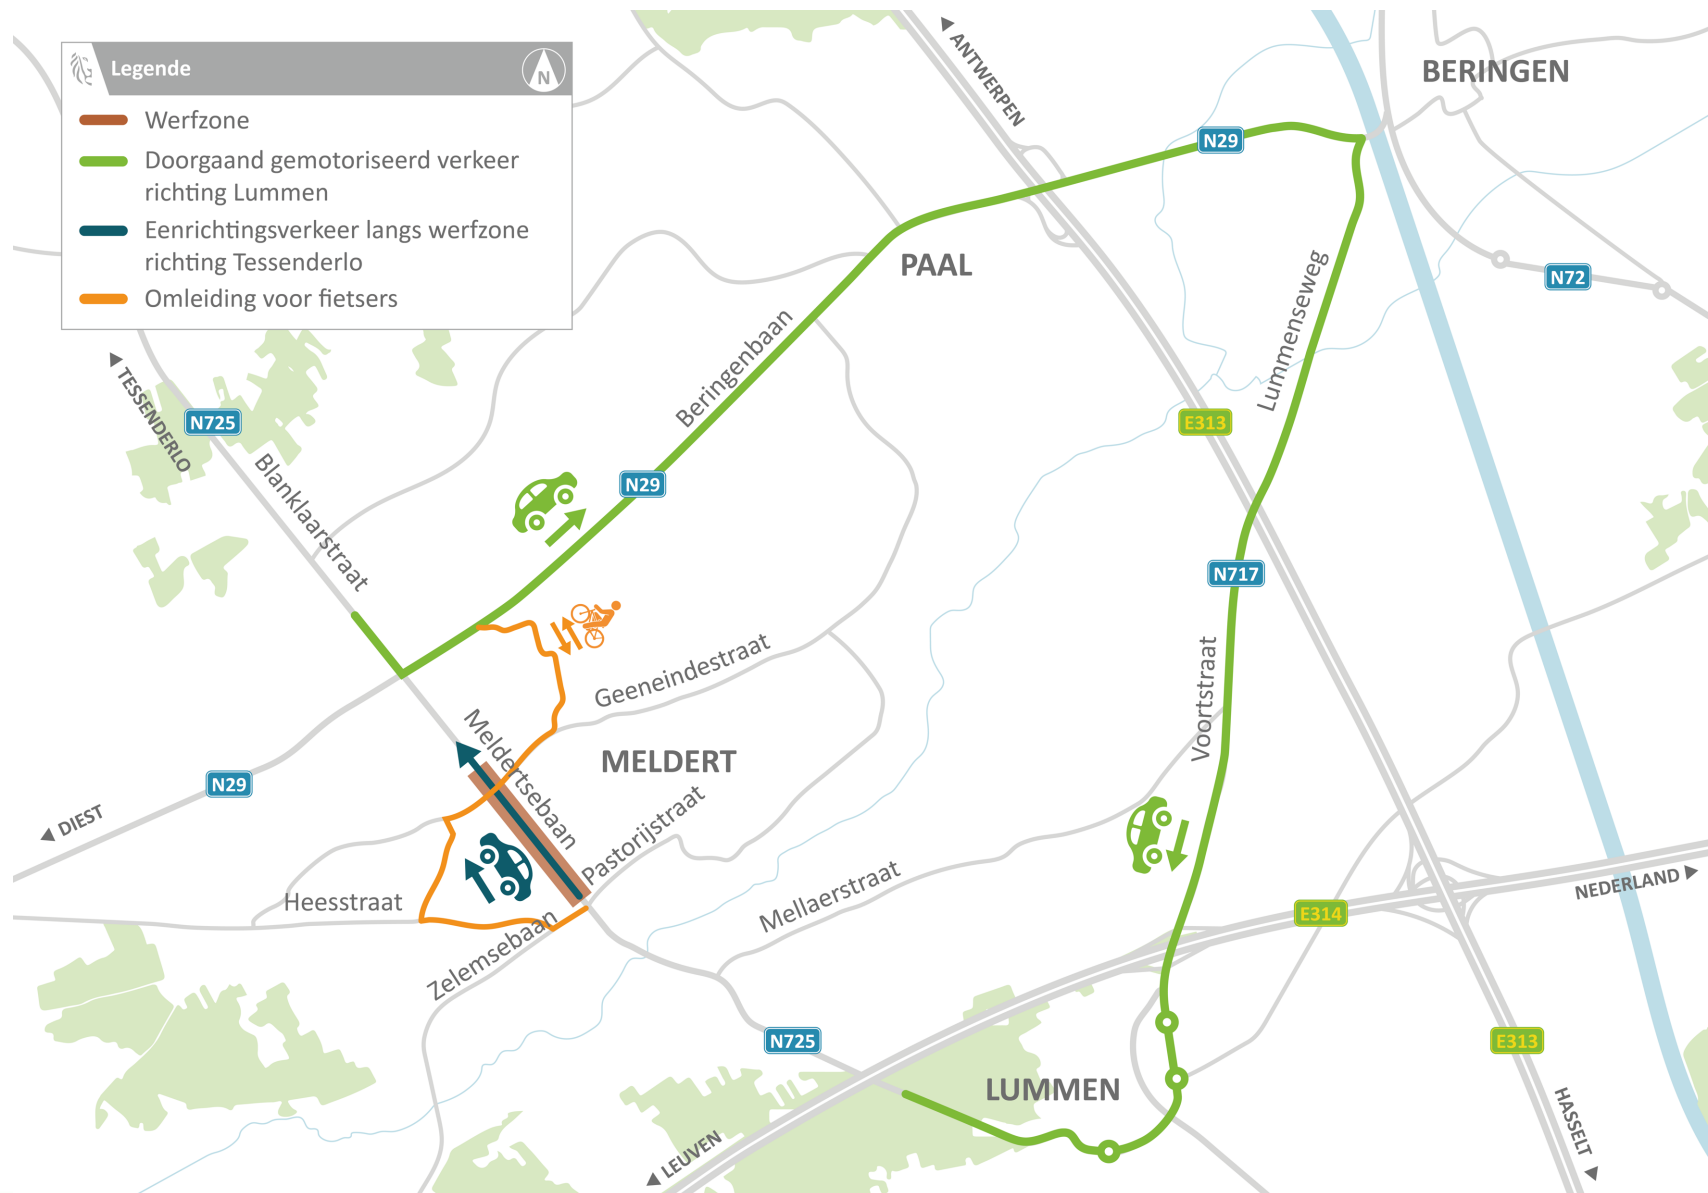 Legende
N
Werfzone
Doorgaand gemotoriseerd verkeer
richting Lummen
Eenrichtingsverkeer langs werfzone
richting Tessenderlo
Omleiding voor fietsers
ANTWERPEN
BERINGEN
N29
PAAL
N72
Lummenseweg
Beringenbaan
TESSENDERLO
N725
E313
Blanklaarstraat
N29
N717
Geeneindestraat
Voortstraat
Meldertsebaan
MELDERT
N29
DIEST
Pastorijstraat
Heesstraat
Mellaerstraat
NEDERLAND
E314
Zelemsebaan
N725
E313
LUMMEN
HASSELT
LEUVEN